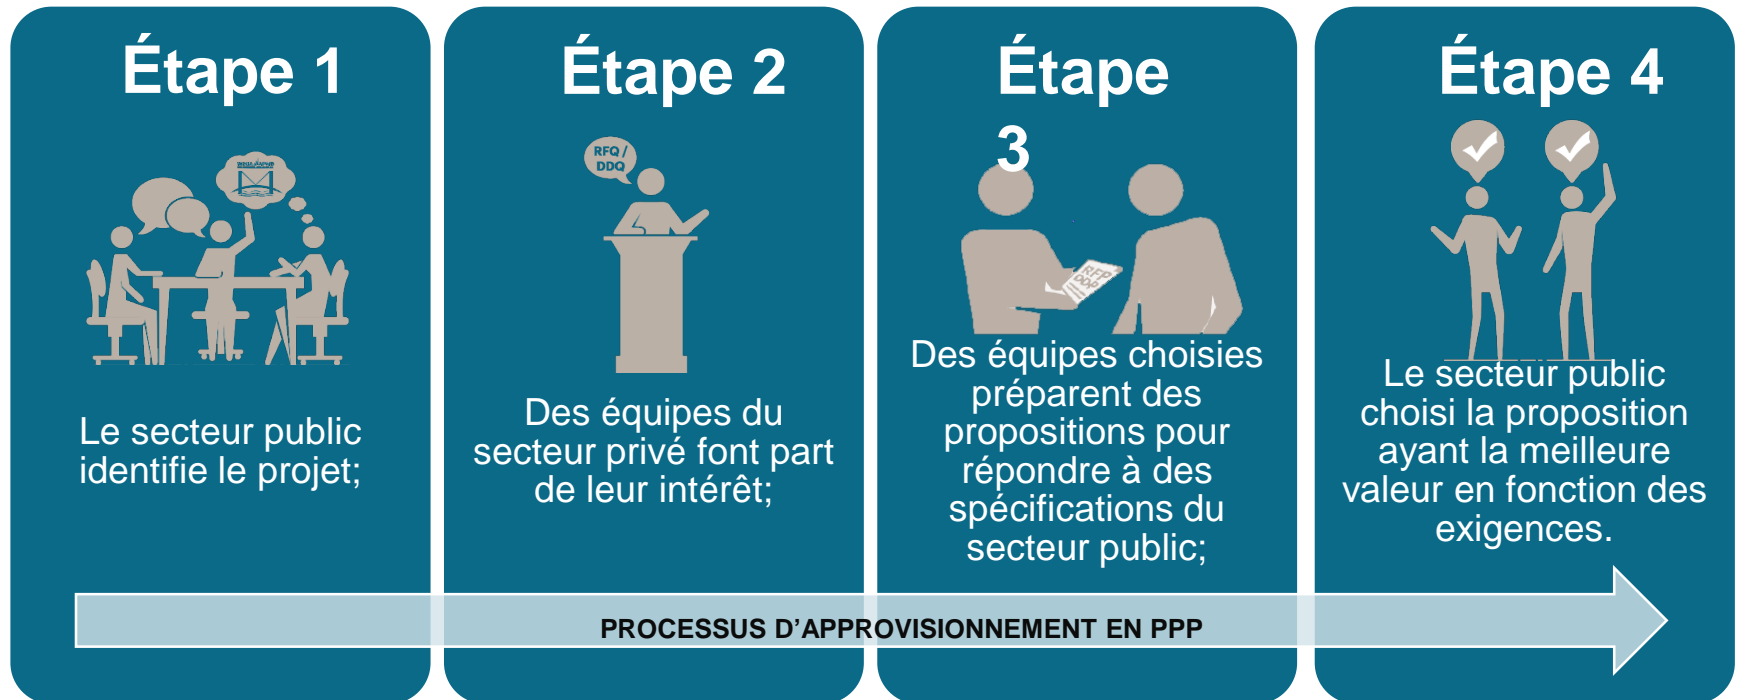 Étape 1
RFQ /
DDQ
Le secteur public
identifie le projet;
Étape 2
Des équipes du
secteur privé font part
de leur intérêt;
Étape
3
RFP
DDP
Des équipes choisies
préparent des
propositions pour
répondre à des
spécifications du
secteur public;
Étape 4
Le secteur public
choisi la proposition
ayant la meilleure
valeur en fonction des
exigences.
PROCESSUS D'APPROVISIONNEMENT EN PPP